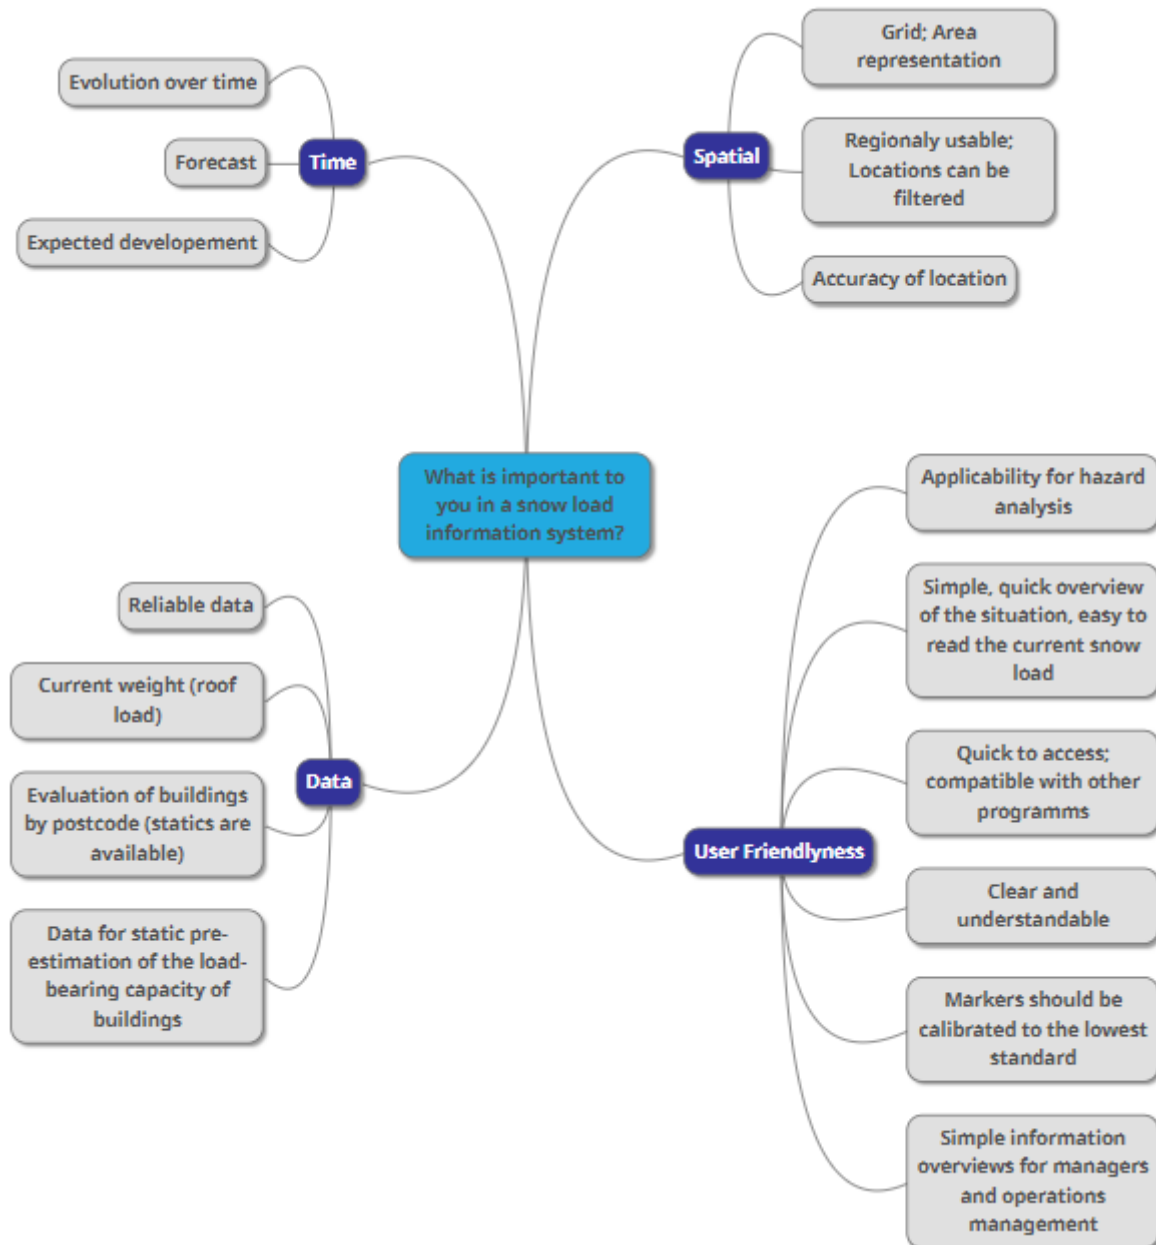 Grid; Area
representation
Evolution over time
Regionaly usable;
Locations can be
filtered
Spatial
Forecast
Time
Expected developement
Accuracy of location
What is important to
you in a snow load
information system?
Applicability for hazard
analysis
Simple, quick overview
of the situation, easy to
read the current snow
load
Reliable data
Current weight (roof
load)
Quick to access;
compatible with other
programms
Data
Evaluation of buildings
by postcode (statics are
available)
User Friendlyness
Clear and
understandable
Data for static pre-
estimation of the load-
bearing capacity of
buildings
Markers should be
calibrated to the lowest
standard
Simple information
overviews for managers
and operations
management